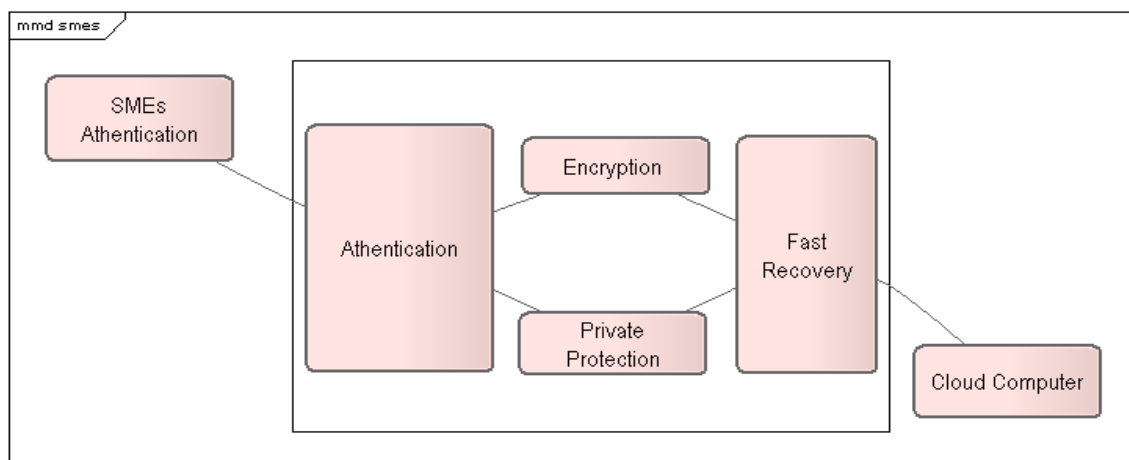 mmd smes
SMEs
Athentication
Athentication
Encryption
Private
Protection
Fast
Recovery
Cloud Computer